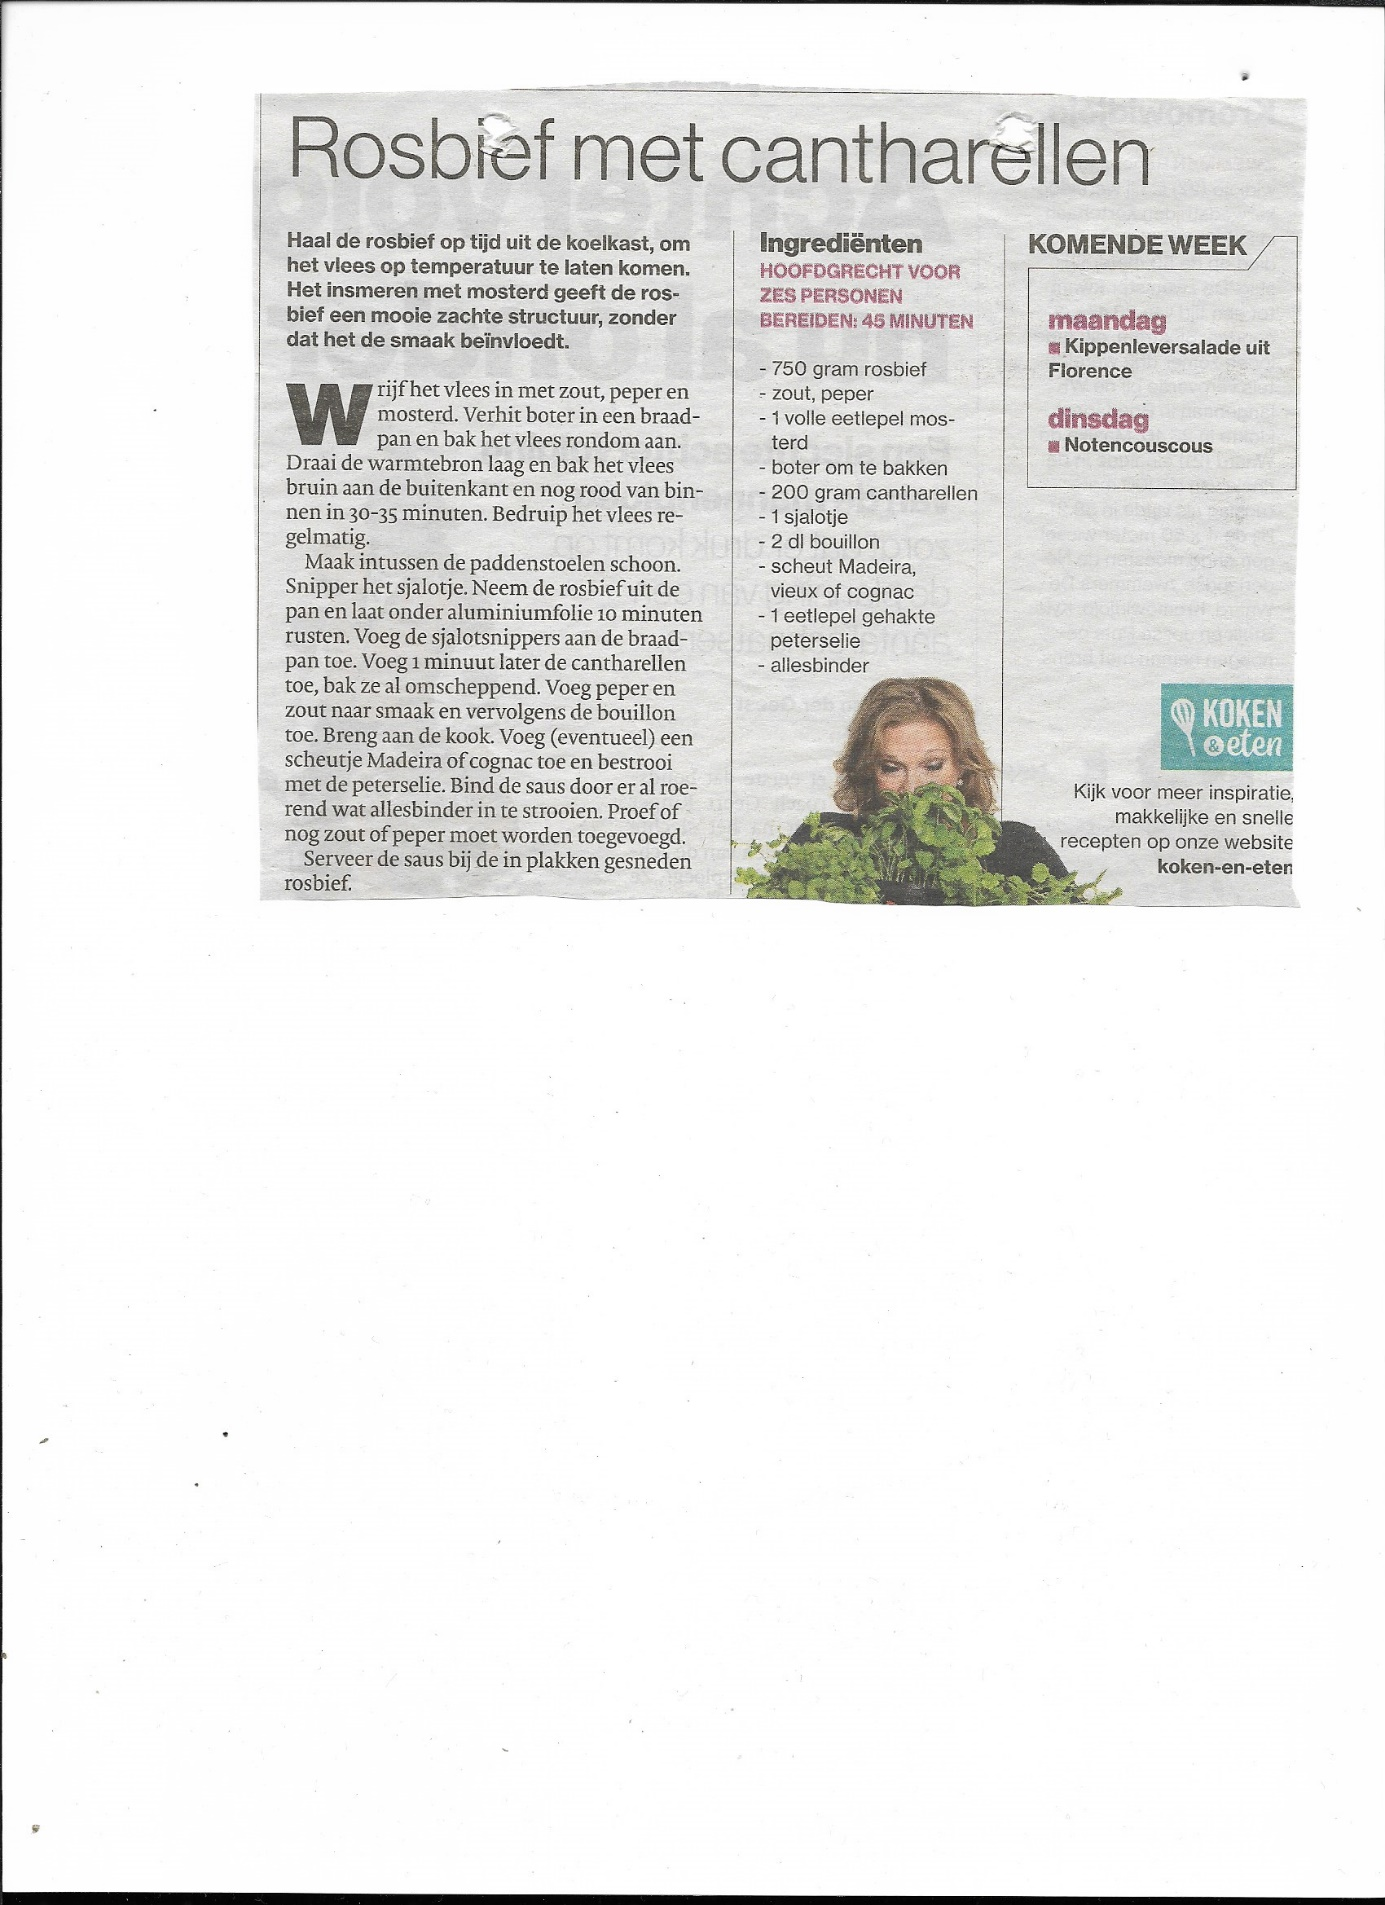 Rosbief met cantharellen
Haal de rosbief op tijd uit de koelkast, om
het vlees op temperatuur te laten komen.
Het insmeren met mosterd geeft de ros-
bief een mooie zachte structuur, zonder
dat het de smaak beïnvloedt.
Wrijf het vlees in met zout, peper en
mosterd. Verhit boter in een braad-
pan en bak het vlees rondom aan.
Draai de warmtebron laag en bak het vlees
bruin aan de buitenkant en nog rood van bin-
nen in 30-35 minuten. Bedruip het vlees re-
gelmatig.
Maak intussen de paddenstoelen schoon.
Snipper het sjalotje. Neem de rosbief uit de
pan en laat onder aluminiumfolie 10 minuten
rusten. Voeg de sjalotsnippers aan de braad-
pan toe. Voeg 1 minuut later de cantharellen
toe, bak ze al omscheppend. Voeg peper en
zout naar smaak en vervolgens de bouillon
toe. Breng aan de kook. Voeg (eventueel) een
scheutje Madeira of cognac toe en bestrooi
met de peterselie. Bind de saus door er al roe-
rend wat allesbinder in te strooien. Proef of
nog zout of peper moet worden toegevoegd.
Serveer de saus bij de in plakken gesneden
rosbief.
Ingrediënten
HOOFDGRECHT VOOR
ZES PERSONEN
BEREIDEN: 45 MINUTEN
- 750 gram rosbief
- zout, peper
- 1 volle eetlepel mos-
terd
- boter om te bakken
- 200 gram cantharellen
- 1 sjalotje
- 2 dl bouillon
- scheut Madeira,
vieux of cognac
- 1 eetlepel gehakte
peterselie
- allesbinder
KOMENDE WEEK
maandag
■ Kippenleversalade uit
Florence
dinsdag
■ Notencouscous
KOKEN
& eten
Kijk voor meer inspiratie,
makkelijke en snelle
recepten op onze website
koken-en-eten